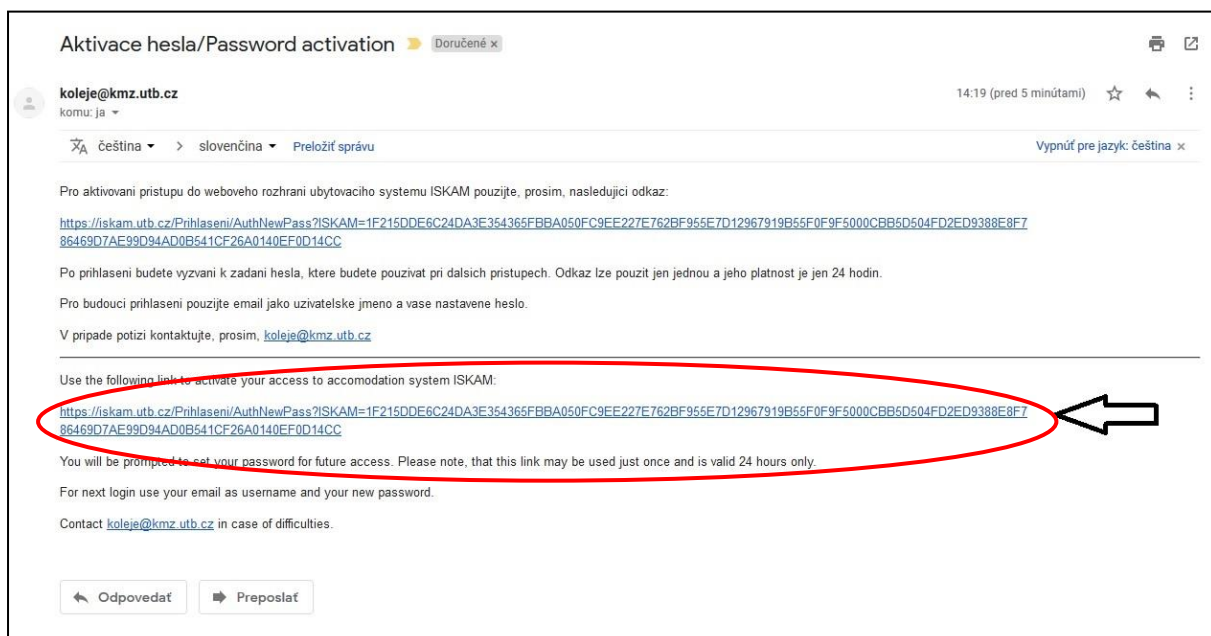 Aktivace hesla/Password activation Doručené x
koleje@kmz.utb.cz 14:19 (pred 5 minútami)
komu: ja
čeština > slovenčina Preložiť správu Vypnúť pre jazyk: čeština x
Pro aktivovani pristupu do weboveho rozhrani ubytovaciho systemu ISKAM pouzijte, prosim, nasledujici odkaz:
https://iskam.utb.cz/Prihlaseni/AuthNewPass?ISKAM=1F215DDE6C24DA3E354365FBBA050FC9EE227E762BF955E7D12967919B55F0F9F5000CBB5D504FD2ED9388E8F7
86469D7AE99D94AD0B541CF26A0140EF0D14CC
Po prihlaseni budete vyzvani k zadani hesla, ktere budete pouzivat pri dalsich pristupech. Odkaz lze pouzit jen jednou a jeho platnost je jen 24 hodin.
Pro budouci prihlaseni pouzijte email jako uzivatelske jmeno a vase nastavene heslo.
V pripade potizi kontaktujte, prosim, koleje@kmz.utb.cz
Use the following link to activate your access to accomodation system ISKAM:
https://iskam.utb.cz/Prihlaseni/AuthNewPass?ISKAM=1F215DDE6C24DA3E354365FBBA050FC9EE227E762BF955E7D12967919B55F0F9F5000CBB5D504FD2ED9388E8F7
86469D7AE99D94AD0B541CF26A0140EF0D14CC
You will be prompted to set your password for future access. Please note, that this link may be used just once and is valid 24 hours only.
For next login use your email as username and your new password.
Contact koleje@kmz.utb.cz in case of difficulties.
Odpovedať Preposlať